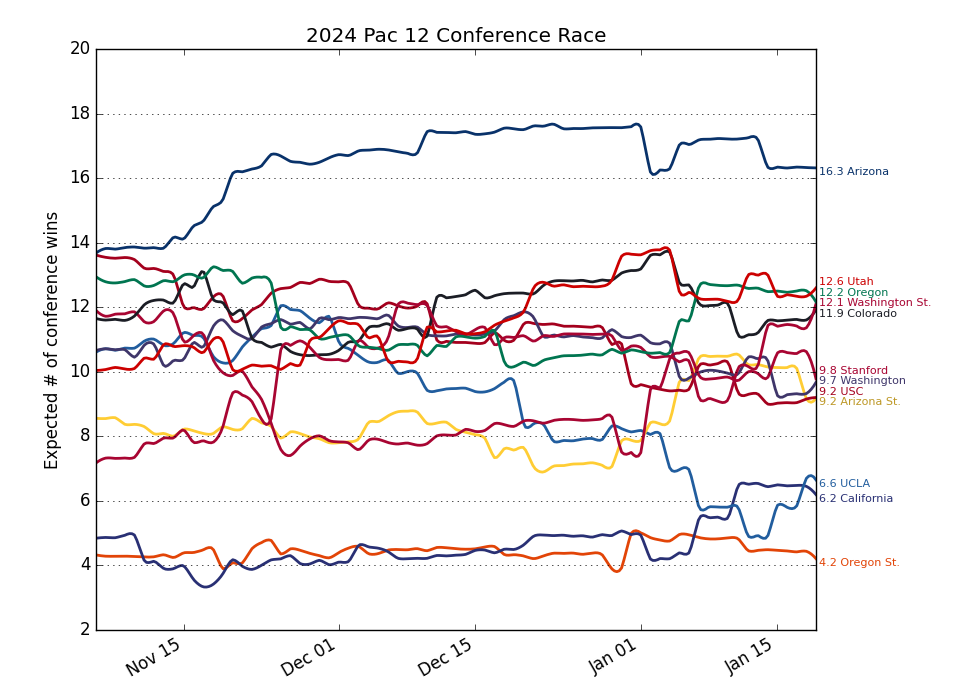 2024 Pac 12 Conference Race
Expected # of conference wins
20
18
16
14
12
10
8
6
4
2
Nov 15
Dec 01
Dec 15
Jan 01
Jan 15
16.3 Arizona
12.6 Utah
12.2 Oregon
12.1 Washington St.
11.9 Colorado
9.8 Stanford
9.7 Washington
9.2 USC
9.2 Arizona St.
6.6 UCLA
6.2 California
4.2 Oregon St.